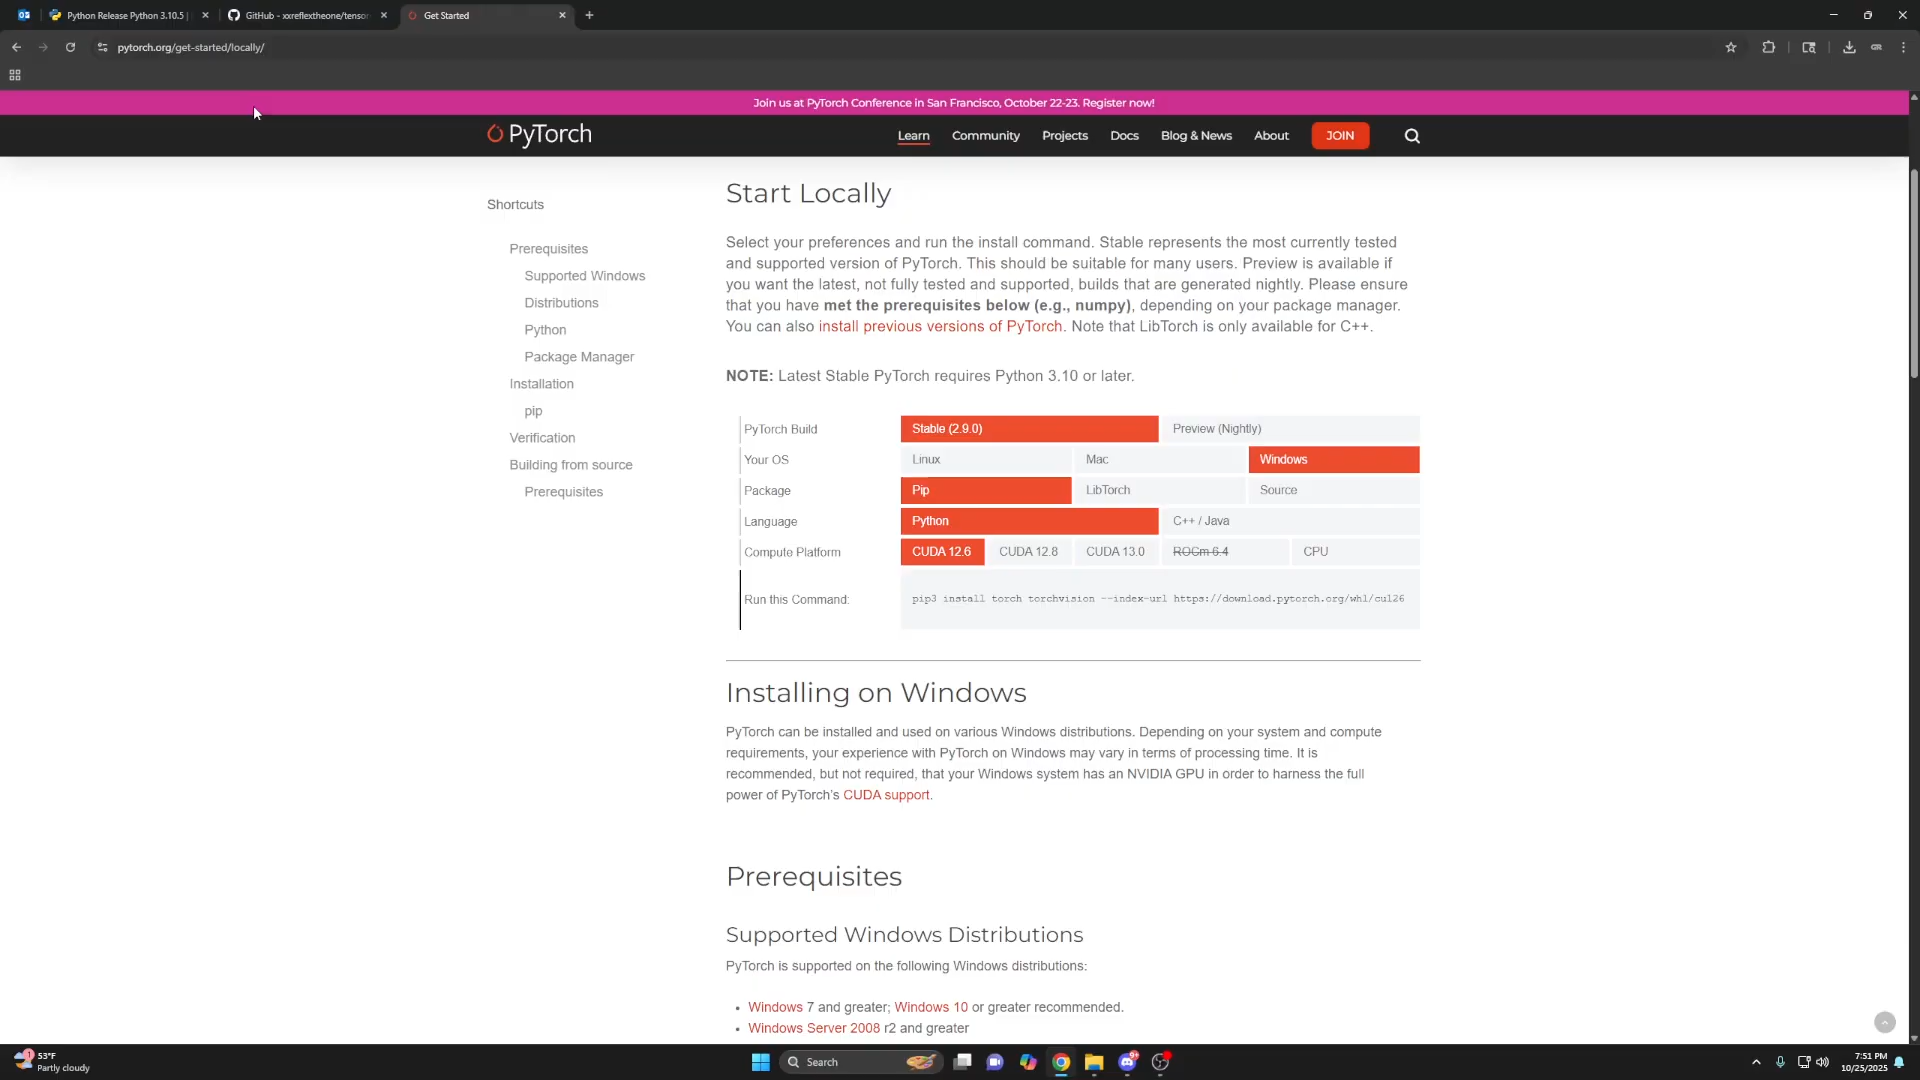 Python Release Python 3.10.5 |
GitHub - xxreflextheone/tensor
Get Started
pytorch.org/get-started/locally/
Join us at PyTorch Conference in San Francisco, October 22-23. Register now!
PyTorch
Learn
Community
Projects
Docs
Blog & News
About
JOIN
Shortcuts
Prerequisites
Supported Windows
Distributions
Python
Package Manager
Installation
pip
Verification
Building from source
Prerequisites
Start Locally
Select your preferences and run the install command. Stable represents the most currently tested
and supported version of PyTorch. This should be suitable for many users. Preview is available if
you want the latest, not fully tested and supported, builds that are generated nightly. Please ensure
that you have met the prerequisites below (e.g., numpy), depending on your package manager.
You can also install previous versions of PyTorch. Note that LibTorch is only available for C++.
NOTE: Latest Stable PyTorch requires Python 3.10 or later.
PyTorch Build Stable (2.9.0) Preview (Nightly)
Your OS Linux Mac Windows
Package Pip LibTorch Source
Language Python C++ / Java
Compute Platform CUDA 12.6 CUDA 12.8 CUDA 13.0 ROCm 6.4 CPU
Run this Command: pip3 install torch torchvision --index-url https://download.pytorch.org/whl/cu126
Installing on Windows
PyTorch can be installed and used on various Windows distributions. Depending on your system and compute
requirements, your experience with PyTorch on Windows may vary in terms of processing time. It is
recommended, but not required, that your Windows system has an NVIDIA GPU in order to harness the full
power of PyTorch's CUDA support.
Prerequisites
Supported Windows Distributions
PyTorch is supported on the following Windows distributions:
• Windows 7 and greater; Windows 10 or greater recommended.
• Windows Server 2008 r2 and greater
53°F
Partly cloudy
Search
7:51 PM
10/25/2025